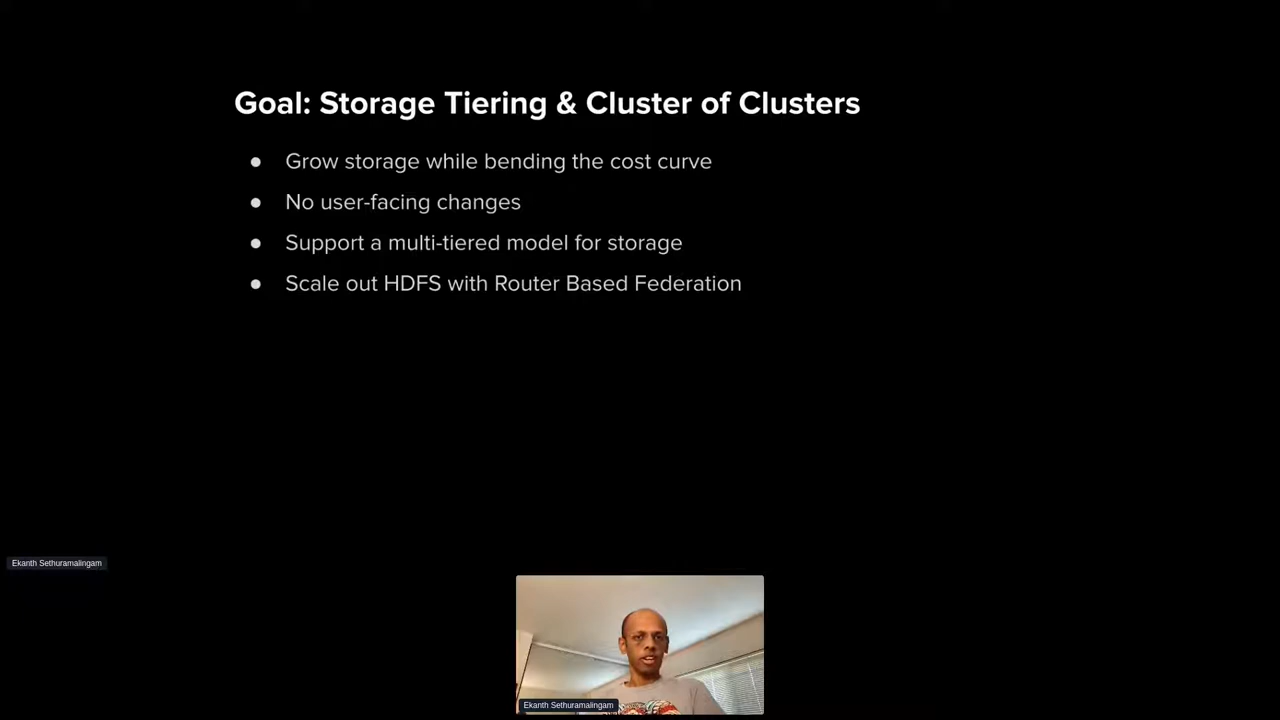 Goal: Storage Tiering & Cluster of Clusters
● Grow storage while bending the cost curve
● No user-facing changes
● Support a multi-tiered model for storage
● Scale out HDFS with Router Based Federation
Ekanth Sethuramalingam
Ekanth Sethuramalingam